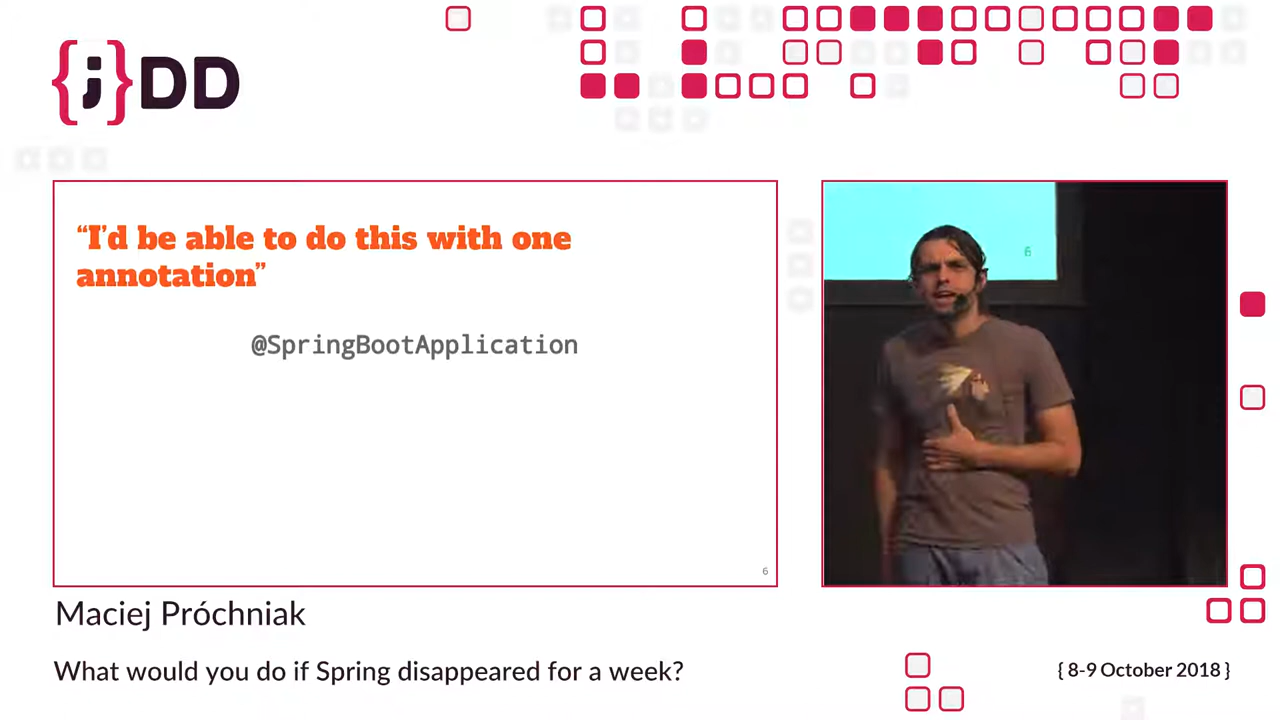 {j}DD
“I’d be able to do this with one
annotation”
@SpringBootApplication
6
6
Maciej Próchniak
What would you do if Spring disappeared for a week?
{ 8-9 October 2018 }